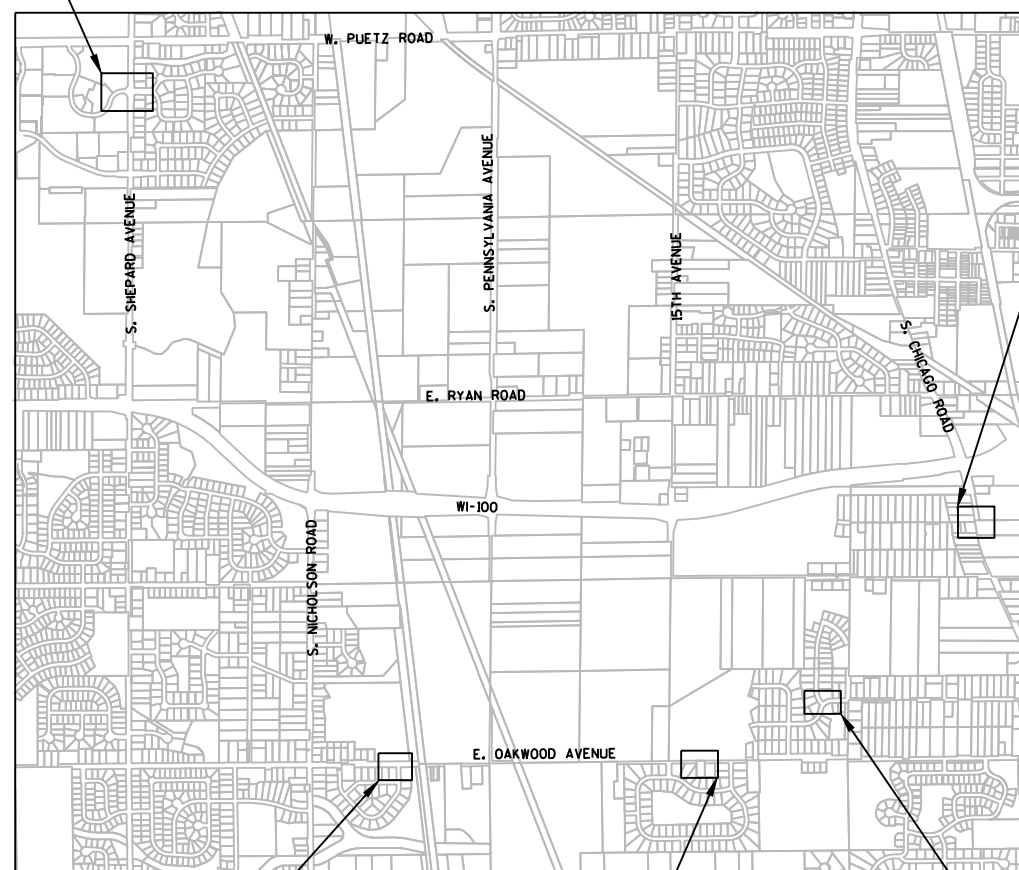 W. PUETZ ROAD
S. SHEPARD AVENUE
S. PENNSYLVANIA AVENUE
15TH AVENUE
S. CHICAGO ROAD
E. RYAN ROAD
WI-100
S. NICHOLSON ROAD
E. OAKWOOD AVENUE